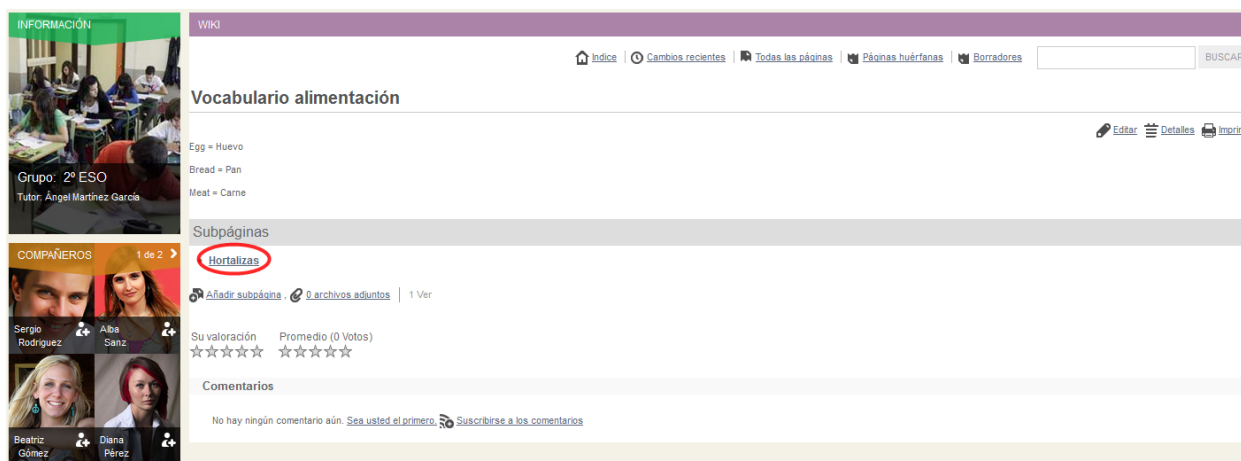 INFORMACIÓN
Grupo: 2º ESO
Tutor: Ángel Martínez García
COMPAÑEROS 1 de 2
Sergio Rodriguez
Alba Sanz
Beatriz Gómez
Diana Pérez
WIKI
Indice | Cambios recientes | Todas las páginas | Páginas huérfanas | Borradores BUSCAR
Vocabulario alimentación
Editar Detalles Imprin
Egg = Huevo
Bread = Pan
Meat = Carne
Subpáginas
Hortalizas
Añadir subpágina , 0 archivos adjuntos | 1 Ver
Su valoración Promedio (0 Votos)
Comentarios
No hay ningún comentario aún. Sea usted el primero. Suscribirse a los comentarios